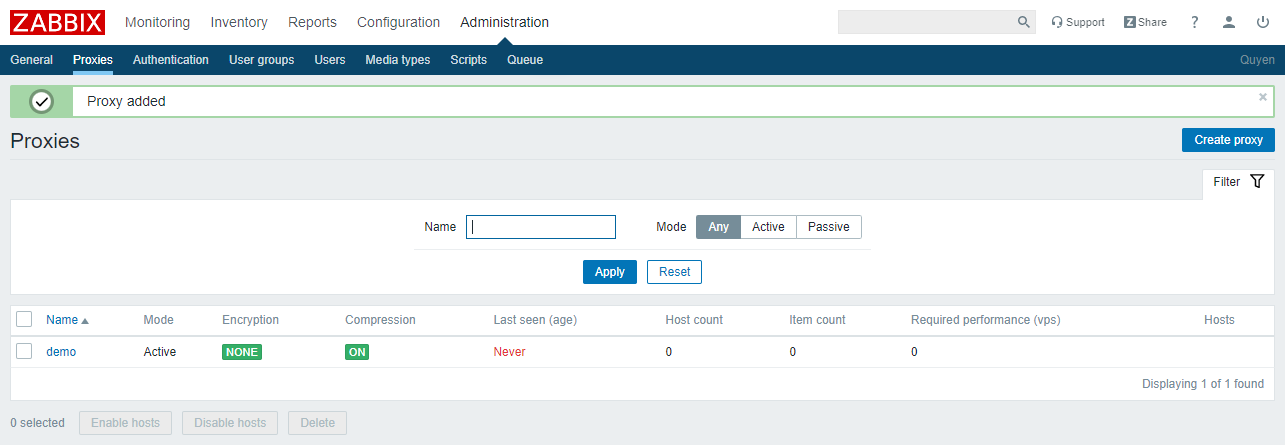 ZABBIX Monitoring Inventory Reports Configuration Administration Support Z Share ?
General Proxies Authentication User groups Users Media types Scripts Queue Quyen
Proxy added ×
Proxies Create proxy
Filter
Name Mode Any Active Passive
Apply Reset
Name Mode Encryption Compression Last seen (age) Host count Item count Required performance (vps) Hosts
demo Active NONE ON Never 0 0 0
Displaying 1 of 1 found
0 selected Enable hosts Disable hosts Delete